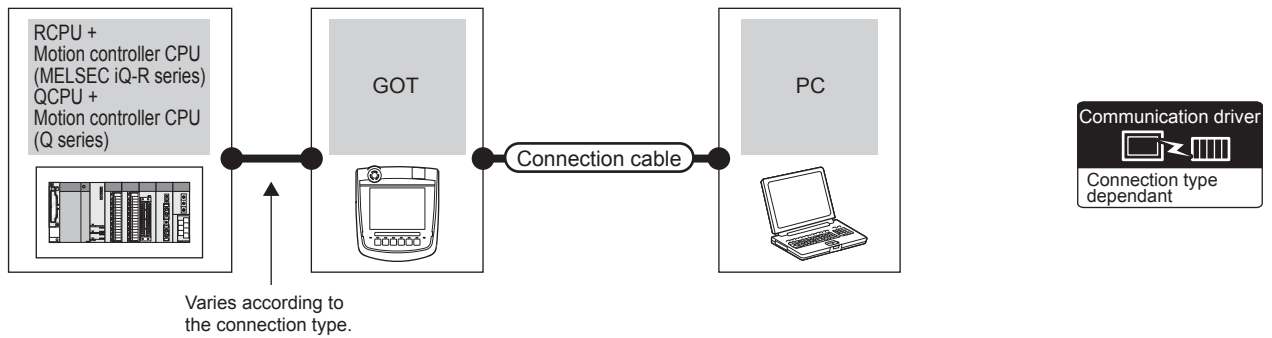 RCPU +
Motion controller CPU
(MELSEC iQ-R series)
QCPU +
Motion controller CPU
(Q series)
GOT
Connection cable
PC
Varies according to
the connection type.
Communication driver
Connection type
dependant